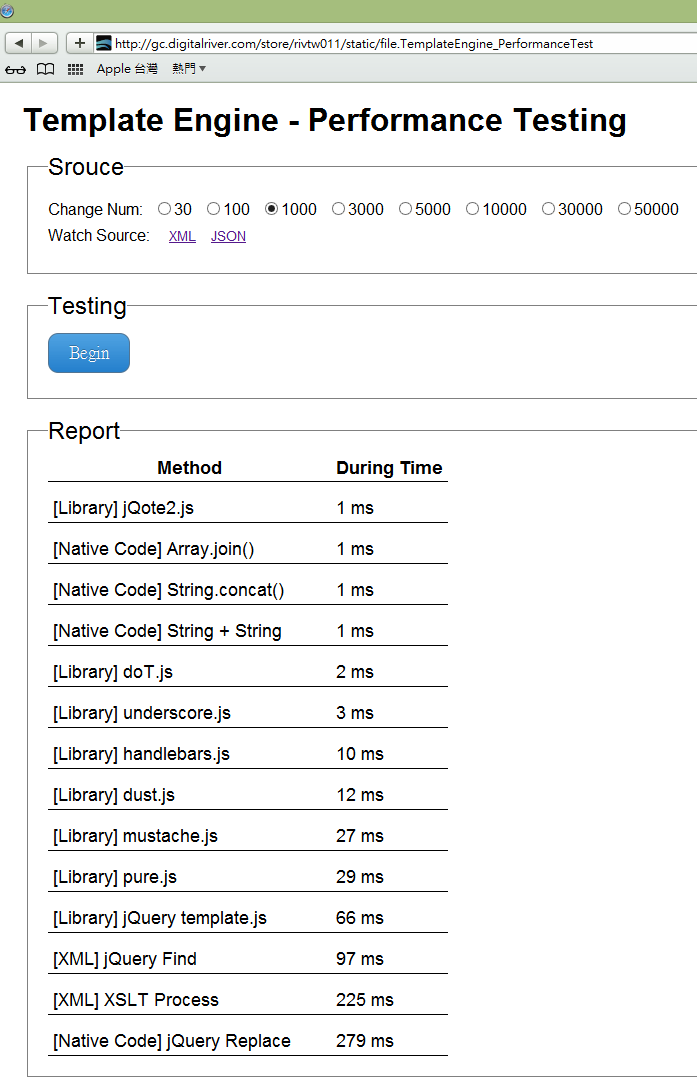 http://gc.digitalriver.com/store/rivtw011/static/file.TemplateEngine_PerformanceTest
Apple 台灣 熱門
Template Engine - Performance Testing
Srouce
Change Num: 30 100 1000 3000 5000 10000 30000 50000
Watch Source: XML JSON
Testing
Begin
Report
Method During Time
[Library] jQote2.js 1 ms
[Native Code] Array.join() 1 ms
[Native Code] String.concat() 1 ms
[Native Code] String + String 1 ms
[Library] doT.js 2 ms
[Library] underscore.js 3 ms
[Library] handlebars.js 10 ms
[Library] dust.js 12 ms
[Library] mustache.js 27 ms
[Library] pure.js 29 ms
[Library] jQuery template.js 66 ms
[XML] jQuery Find 97 ms
[XML] XSLT Process 225 ms
[Native Code] jQuery Replace 279 ms